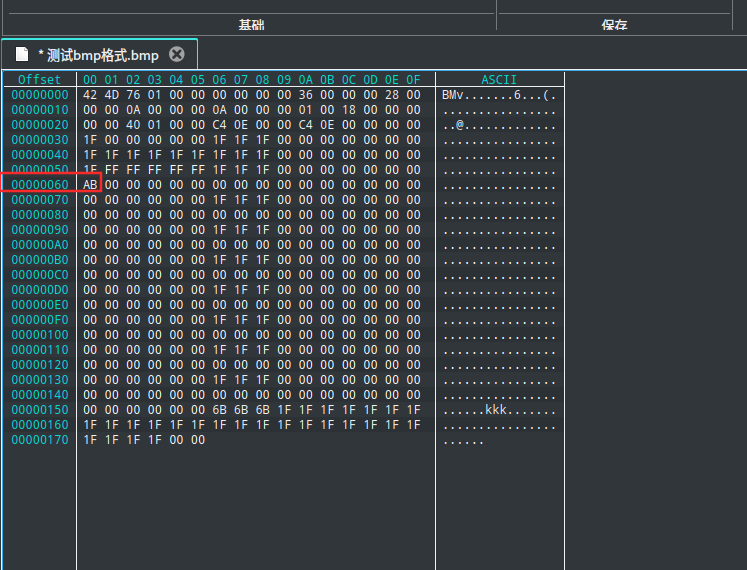 基础 保存
* 测试bmp格式.bmp
Offset 00 01 02 03 04 05 06 07 08 09 0A 0B 0C 0D 0E 0F ASCII
00000000 42 4D 76 01 00 00 00 00 00 00 36 00 00 00 28 00 BMv.......6...(.
00000010 00 00 0A 00 00 00 0A 00 00 00 01 00 18 00 00 00 ................
00000020 00 00 40 01 00 00 C4 0E 00 00 C4 0E 00 00 00 00 ..@.............
00000030 1F 00 00 00 00 00 1F 1F 1F 00 00 00 00 00 00 00 ................
00000040 1F 1F 1F 1F 1F 1F 1F 1F 1F 00 00 00 00 00 00 00 ................
00000050 1F FF FF FF FF FF 1F 1F 1F 00 00 00 00 00 00 00 ................
00000060 AB 00 00 00 00 00 00 00 00 00 00 00 00 00 00 00 ................
00000070 00 00 00 00 00 00 1F 1F 1F 00 00 00 00 00 00 00 ................
00000080 00 00 00 00 00 00 00 00 00 00 00 00 00 00 00 00 ................
00000090 00 00 00 00 00 00 1F 1F 1F 00 00 00 00 00 00 00 ................
000000A0 00 00 00 00 00 00 00 00 00 00 00 00 00 00 00 00 ................
000000B0 00 00 00 00 00 00 1F 1F 1F 00 00 00 00 00 00 00 ................
000000C0 00 00 00 00 00 00 00 00 00 00 00 00 00 00 00 00 ................
000000D0 00 00 00 00 00 00 1F 1F 1F 00 00 00 00 00 00 00 ................
000000E0 00 00 00 00 00 00 00 00 00 00 00 00 00 00 00 00 ................
000000F0 00 00 00 00 00 00 1F 1F 1F 00 00 00 00 00 00 00 ................
00000100 00 00 00 00 00 00 00 00 00 00 00 00 00 00 00 00 ................
00000110 00 00 00 00 00 00 1F 1F 1F 00 00 00 00 00 00 00 ................
00000120 00 00 00 00 00 00 00 00 00 00 00 00 00 00 00 00 ................
00000130 00 00 00 00 00 00 1F 1F 1F 00 00 00 00 00 00 00 ................
00000140 00 00 00 00 00 00 00 00 00 00 00 00 00 00 00 00 ................
00000150 00 00 00 00 00 00 6B 6B 6B 1F 1F 1F 1F 1F 1F 1F ......kkk.......
00000160 1F 1F 1F 1F 1F 1F 1F 1F 1F 1F 1F 1F 1F 1F 1F 1F ................
00000170 1F 1F 1F 1F 00 00 ......